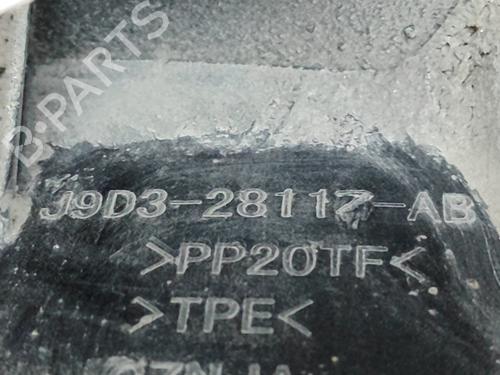 B·PARTS
J9D3-28117-AB
>PP20TF<
>TPE<